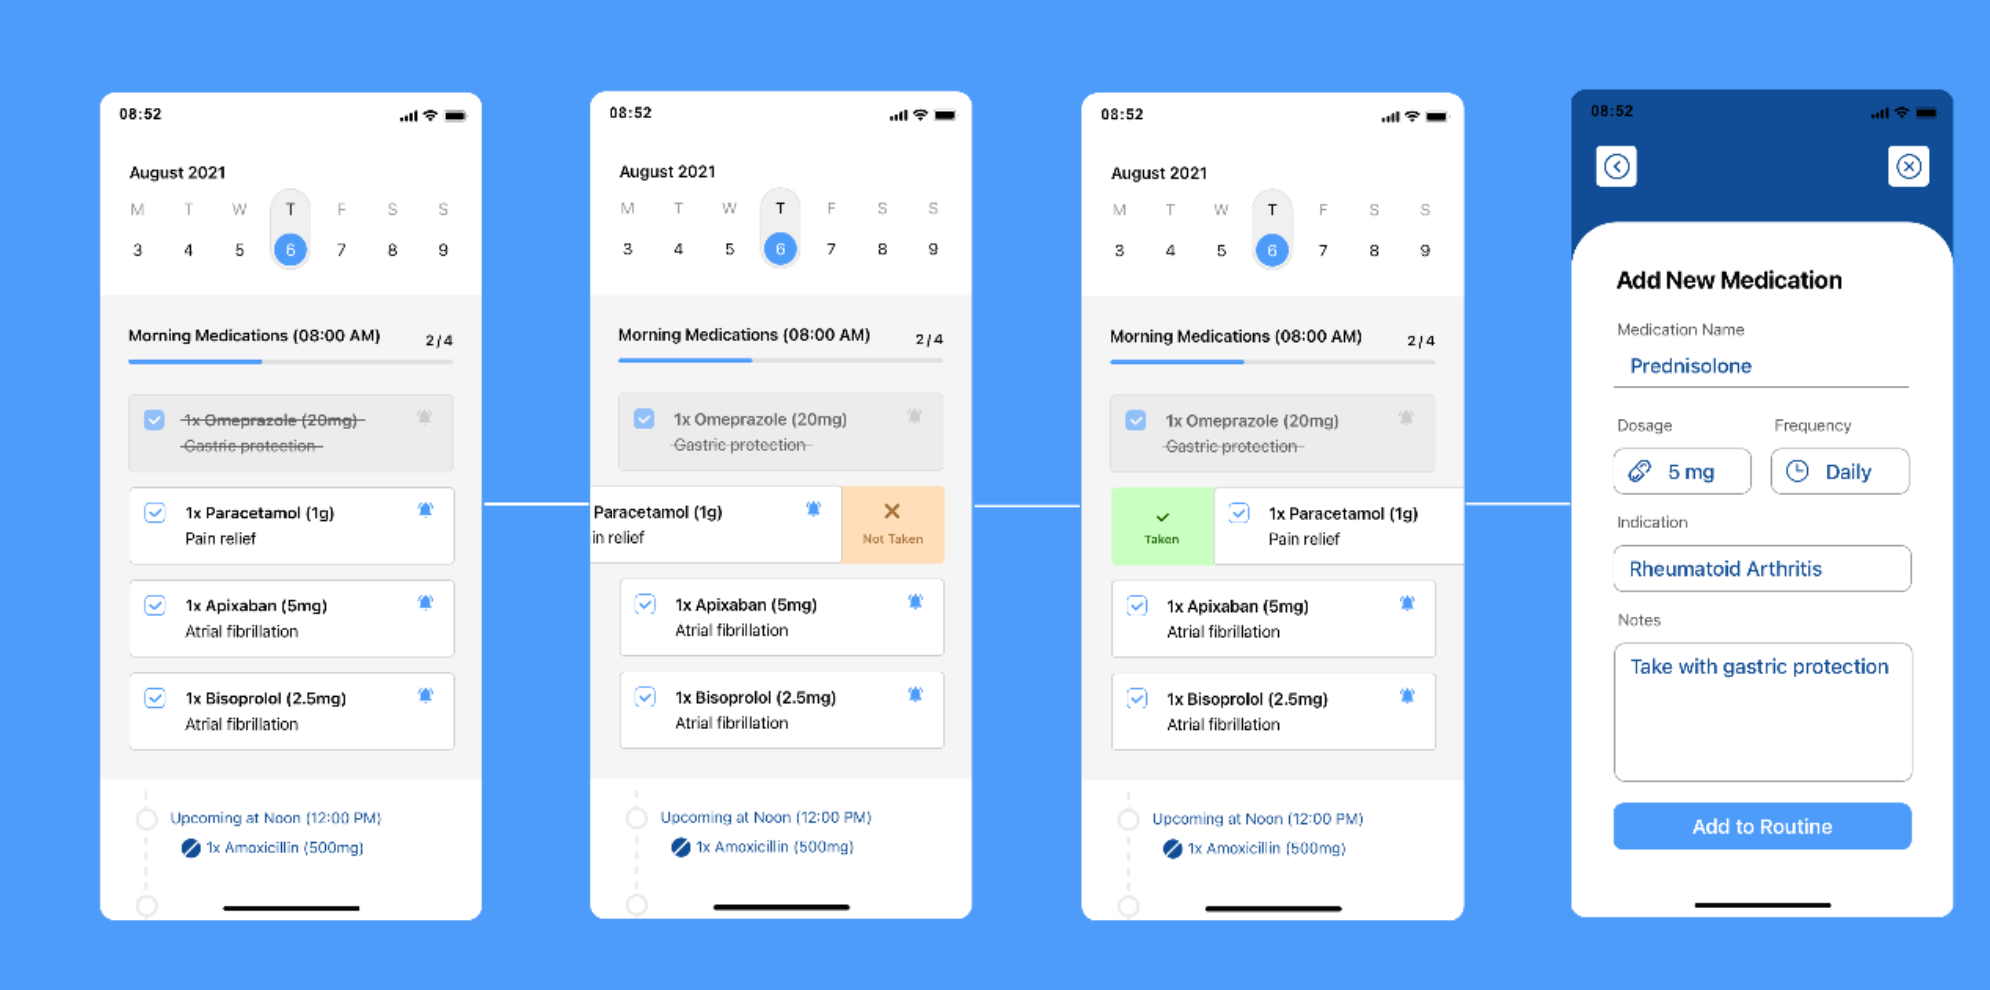 08:52
August 2021
M T W T F S S
3 4 5 6 7 8 9
Morning Medications (08:00 AM) 2/4
1x Omeprazole (20mg)
Gastric protection
1x Paracetamol (1g)
Pain relief
1x Apixaban (5mg)
Atrial fibrillation
1x Bisoprolol (2.5mg)
Atrial fibrillation
Upcoming at Noon (12:00 PM)
1x Amoxicillin (500mg)
08:52
August 2021
M T W T F S S
3 4 5 6 7 8 9
Morning Medications (08:00 AM) 2/4
1x Omeprazole (20mg)
Gastric protection
Paracetamol (1g)
in relief
Not Taken
1x Apixaban (5mg)
Atrial fibrillation
1x Bisoprolol (2.5mg)
Atrial fibrillation
Upcoming at Noon (12:00 PM)
1x Amoxicillin (500mg)
08:52
August 2021
M T W T F S S
3 4 5 6 7 8 9
Morning Medications (08:00 AM) 2/4
1x Omeprazole (20mg)
Gastric protection
Taken
1x Paracetamol (1g)
Pain relief
1x Apixaban (5mg)
Atrial fibrillation
1x Bisoprolol (2.5mg)
Atrial fibrillation
Upcoming at Noon (12:00 PM)
1x Amoxicillin (500mg)
08:52
Add New Medication
Medication Name
Prednisolone
Dosage Frequency
5 mg Daily
Indication
Rheumatoid Arthritis
Notes
Take with gastric protection
Add to Routine